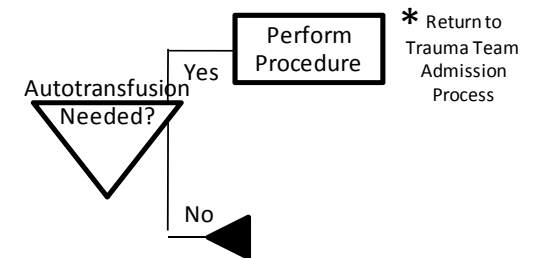 Perform
Procedure
* Return to
Trauma Team
Admission
Process
Yes
Autotransfusion
Needed?
No